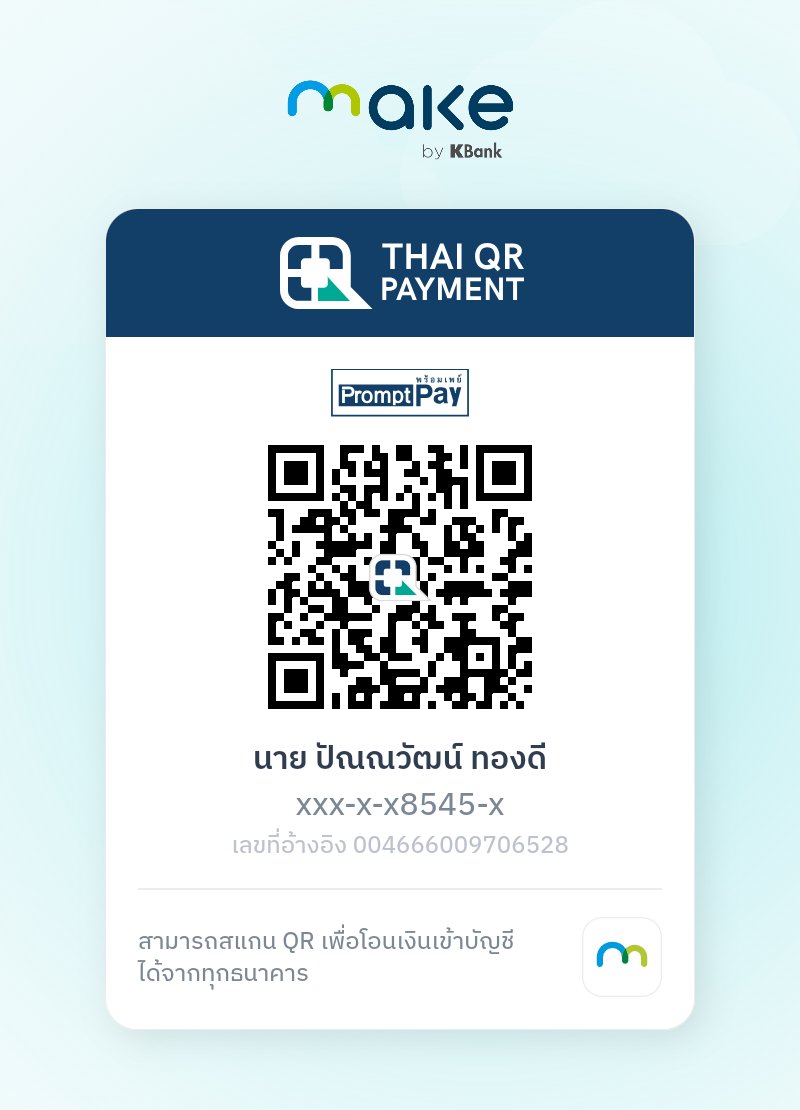 make
by KBank
THAI QR
PAYMENT
พร้อมเพย์
PromptPay
นาย ปัณณวัฒน์ ทองดี
xxx-x-x8545-x
เลขที่อ้างอิง 004666009706528
สามารถสแกน QR เพื่อโอนเงินเข้าบัญชี
ได้จากทุกธนาคาร